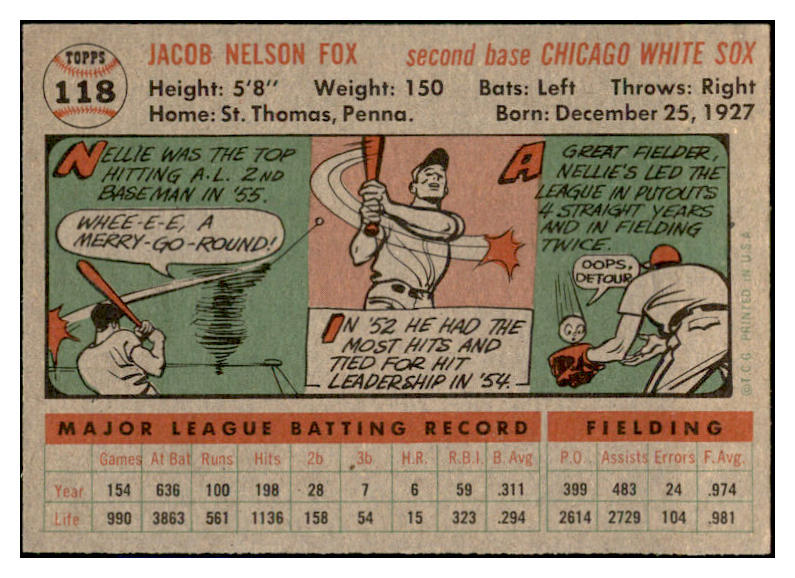 TOPPS
118
JACOB NELSON FOX second base CHICAGO WHITE SOX
Height: 5'8" Weight: 150 Bats: Left Throws: Right
Home: St. Thomas, Penna. Born: December 25, 1927
NELLIE WAS THE TOP
HITTING A.L. 2ND
BASEMAN IN '55.
WHEE-E-E, A
MERRY-GO-ROUND!
IN '52 HE HAD THE
MOST HITS AND
TIED FOR HIT
LEADERSHIP IN '54.
A GREAT FIELDER,
NELLIE'S LED THE
LEAGUE IN PUTOUTS
4 STRAIGHT YEARS
AND IN FIELDING
TWICE.
OOPS,
DETOUR!
©T.C.G. PRINTED IN U.S.A.
MAJOR LEAGUE BATTING RECORD FIELDING
Games At Bat Runs Hits 2b 3b H.R. R.B.I. B. Avg P.O. Assists Errors F. Avg.
Year 154 636 100 198 28 7 6 59 .311 399 483 24 .974
Life 990 3863 561 1136 158 54 15 323 .294 2614 2729 104 .981